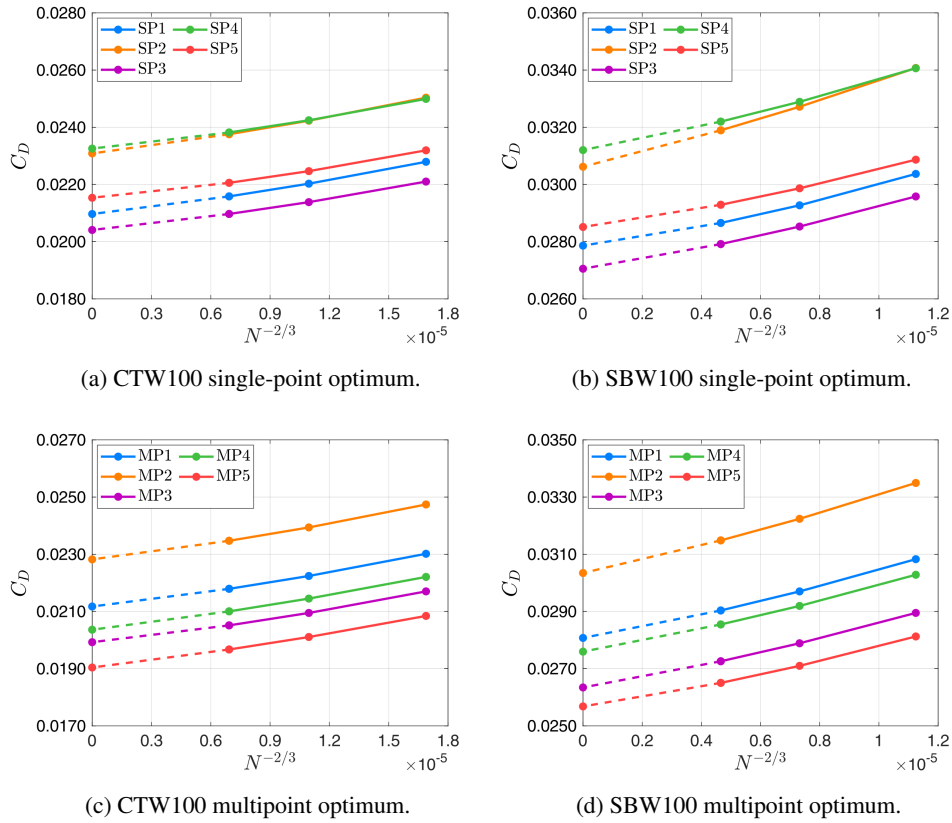 0.0280
0.0260
0.0240
0.0220
0.0200
0.0180
C_D
SP1 SP4
SP2 SP5
SP3
0 0.3 0.6 0.9 1.2 1.5 1.8
N^{-2/3} ×10^{-5}
(a) CTW100 single-point optimum.
0.0360
0.0340
0.0320
0.0300
0.0280
0.0260
C_D
SP1 SP4
SP2 SP5
SP3
0 0.2 0.4 0.6 0.8 1 1.2
N^{-2/3} ×10^{-5}
(b) SBW100 single-point optimum.
0.0270
0.0250
0.0230
0.0210
0.0190
0.0170
C_D
MP1 MP4
MP2 MP5
MP3
0 0.3 0.6 0.9 1.2 1.5 1.8
N^{-2/3} ×10^{-5}
(c) CTW100 multipoint optimum.
0.0350
0.0330
0.0310
0.0290
0.0270
0.0250
C_D
MP1 MP4
MP2 MP5
MP3
0 0.2 0.4 0.6 0.8 1 1.2
N^{-2/3} ×10^{-5}
(d) SBW100 multipoint optimum.